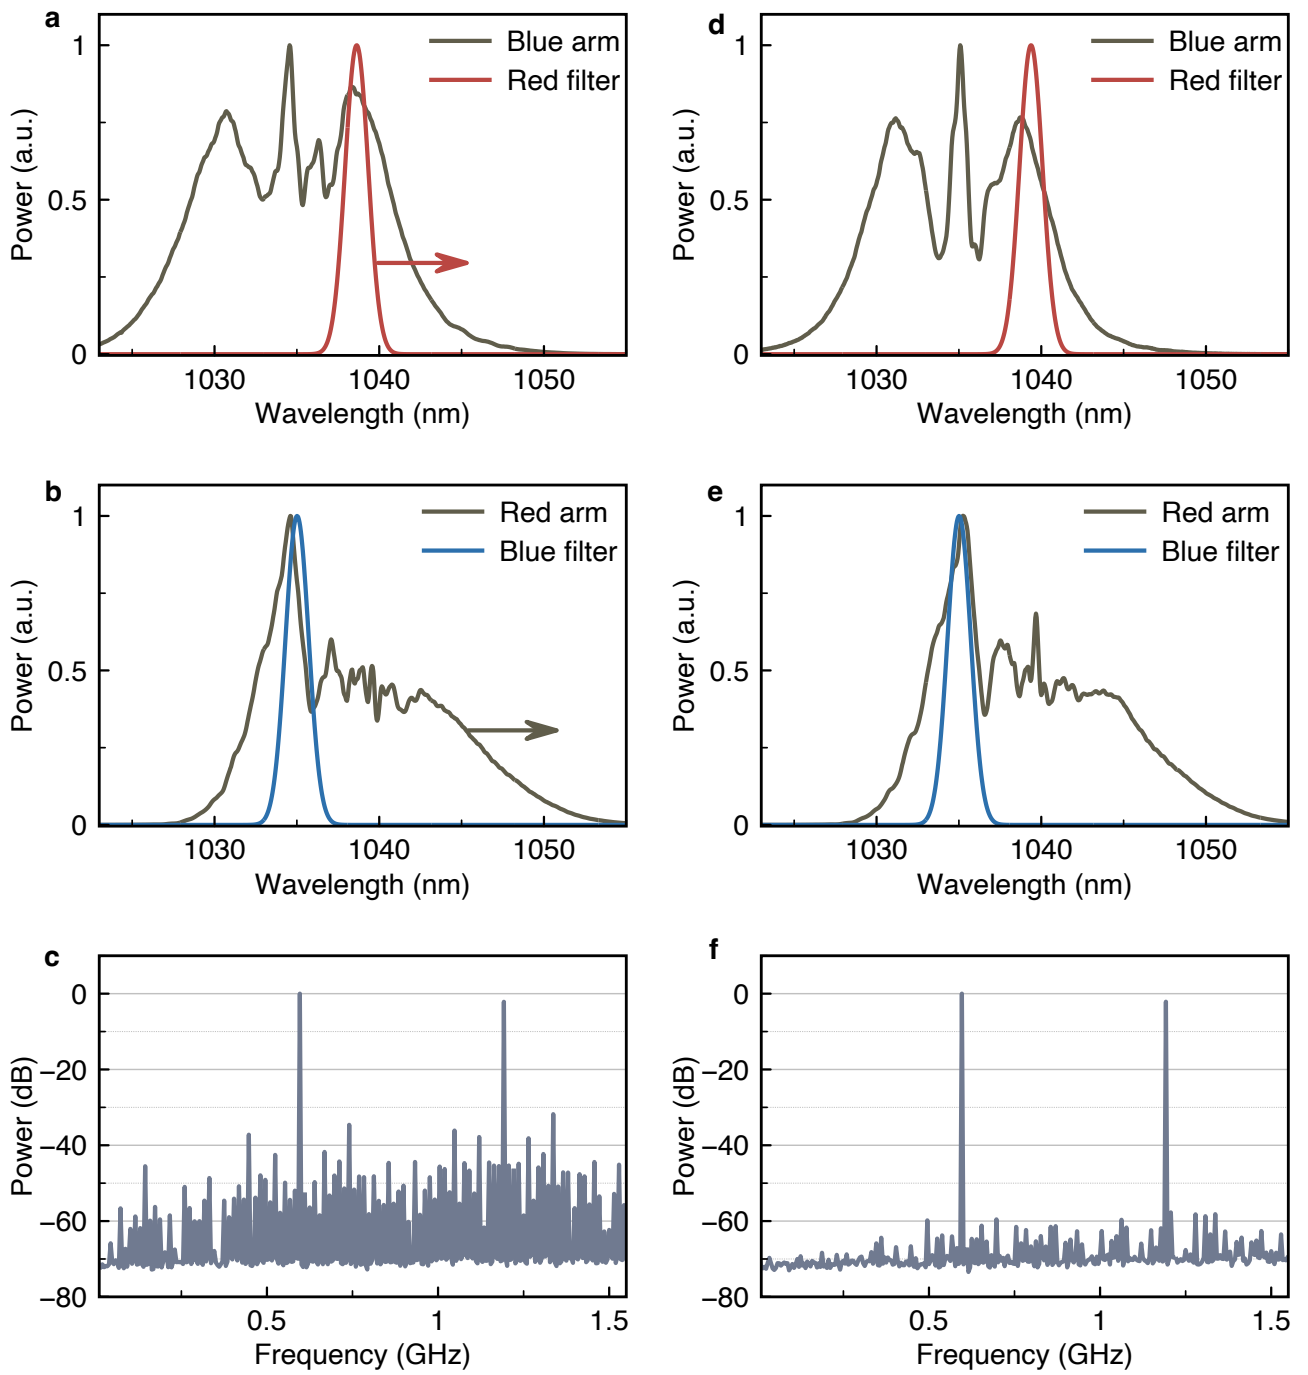 a
Blue arm
Red filter
1
0.5
0
Power (a.u.)
1030
1040
1050
Wavelength (nm)
d
Blue arm
Red filter
1
0.5
0
Power (a.u.)
1030
1040
1050
Wavelength (nm)
b
Red arm
Blue filter
1
0.5
0
Power (a.u.)
1030
1040
1050
Wavelength (nm)
e
Red arm
Blue filter
1
0.5
0
Power (a.u.)
1030
1040
1050
Wavelength (nm)
c
0
−20
−40
−60
−80
Power (dB)
0.5
1
1.5
Frequency (GHz)
f
0
−20
−40
−60
−80
Power (dB)
0.5
1
1.5
Frequency (GHz)